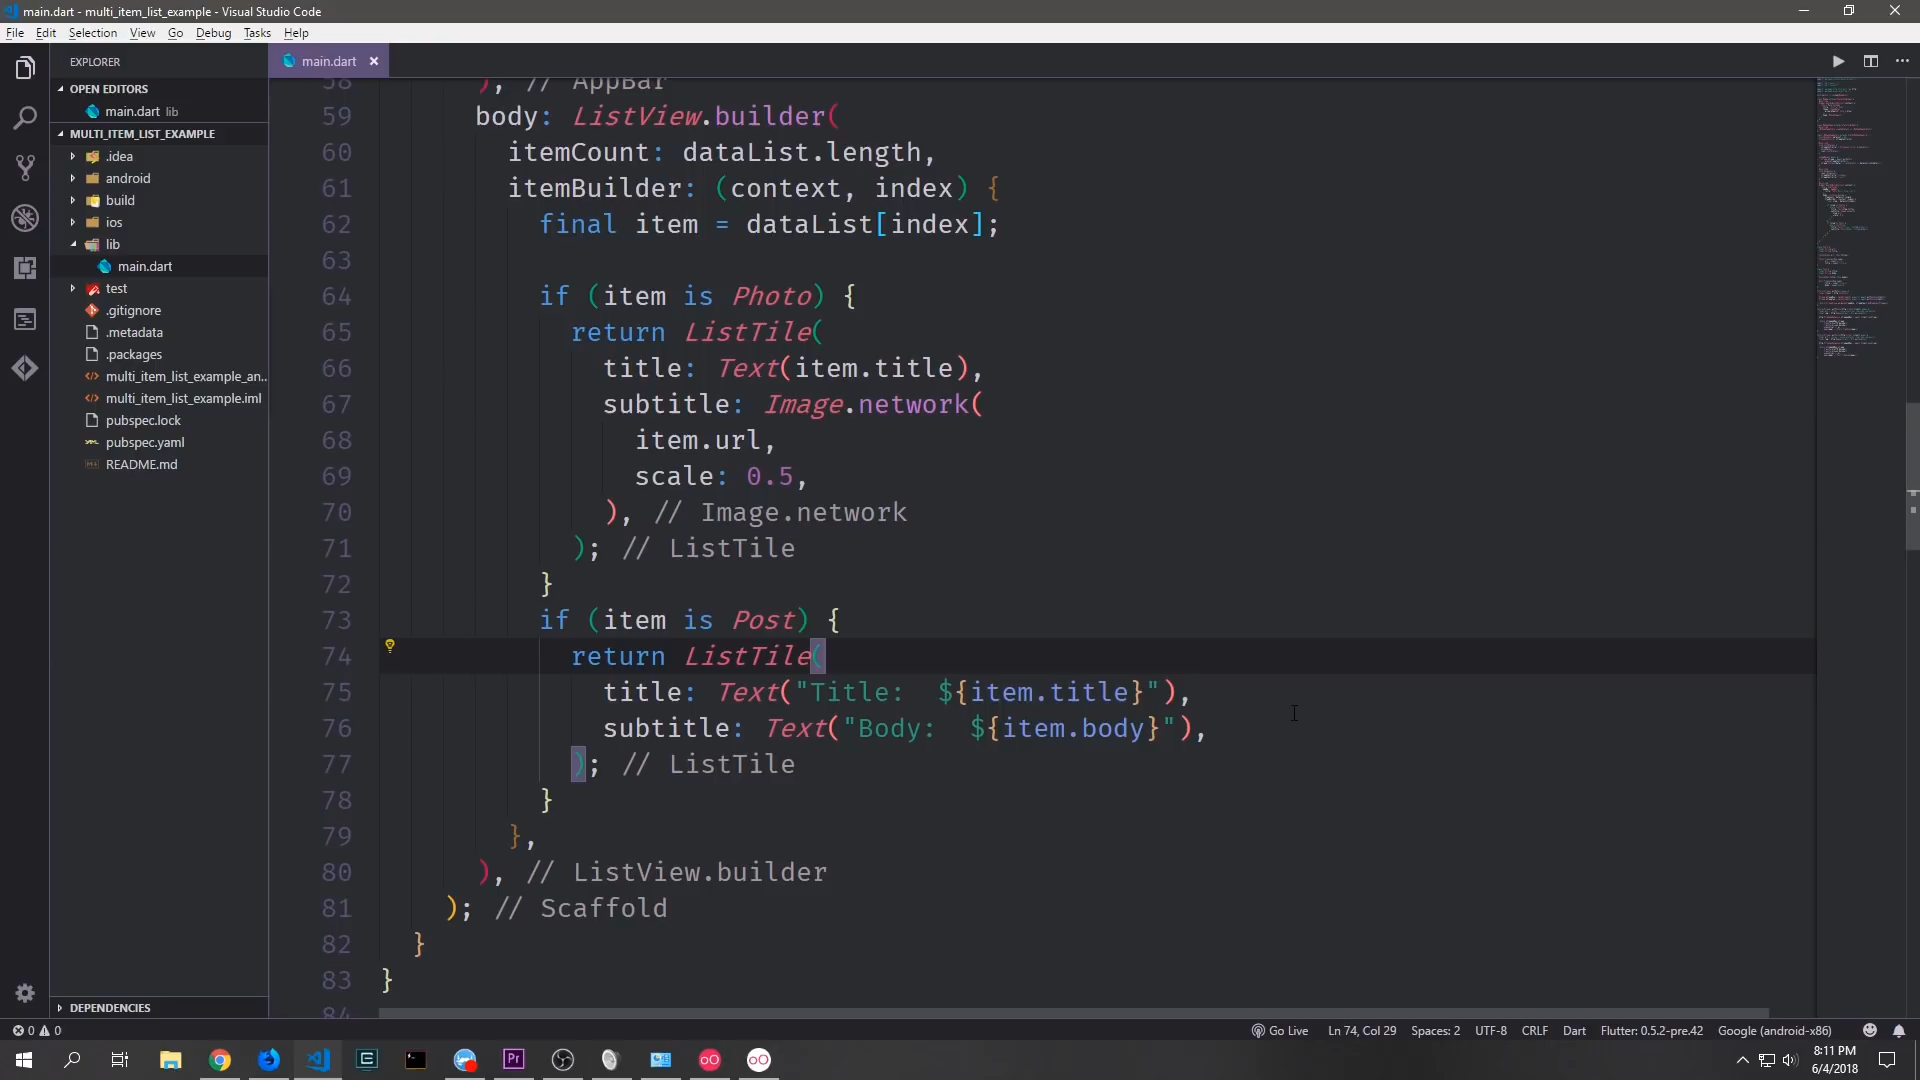 main.dart - multi_item_list_example - Visual Studio Code
File Edit Selection View Go Debug Tasks Help
EXPLORER
OPEN EDITORS
main.dart lib
MULTI_ITEM_LIST_EXAMPLE
.idea
android
build
ios
lib
main.dart
test
.gitignore
.metadata
.packages
multi_item_list_example_an..
multi_item_list_example.iml
pubspec.lock
pubspec.yaml
README.md
DEPENDENCIES
main.dart
58 ), // AppBar
59 body: ListView.builder(
60 itemCount: dataList.length,
61 itemBuilder: (context, index) {
62 final item = dataList[index];
63
64 if (item is Photo) {
65 return ListTile(
66 title: Text(item.title),
67 subtitle: Image.network(
68 item.url,
69 scale: 0.5,
70 ), // Image.network
71 ); // ListTile
72 }
73 if (item is Post) {
74 return ListTile(
75 title: Text("Title:  ${item.title}"),
76 subtitle: Text("Body:  ${item.body}"),
77 ); // ListTile
78 }
79 },
80 ), // ListView.builder
81 ); // Scaffold
82 }
83 }
84
0 0 Go Live Ln 74, Col 29 Spaces: 2 UTF-8 CRLF Dart Flutter: 0.5.2-pre.42 Google (android-x86)
Pr
8:11 PM
6/4/2018